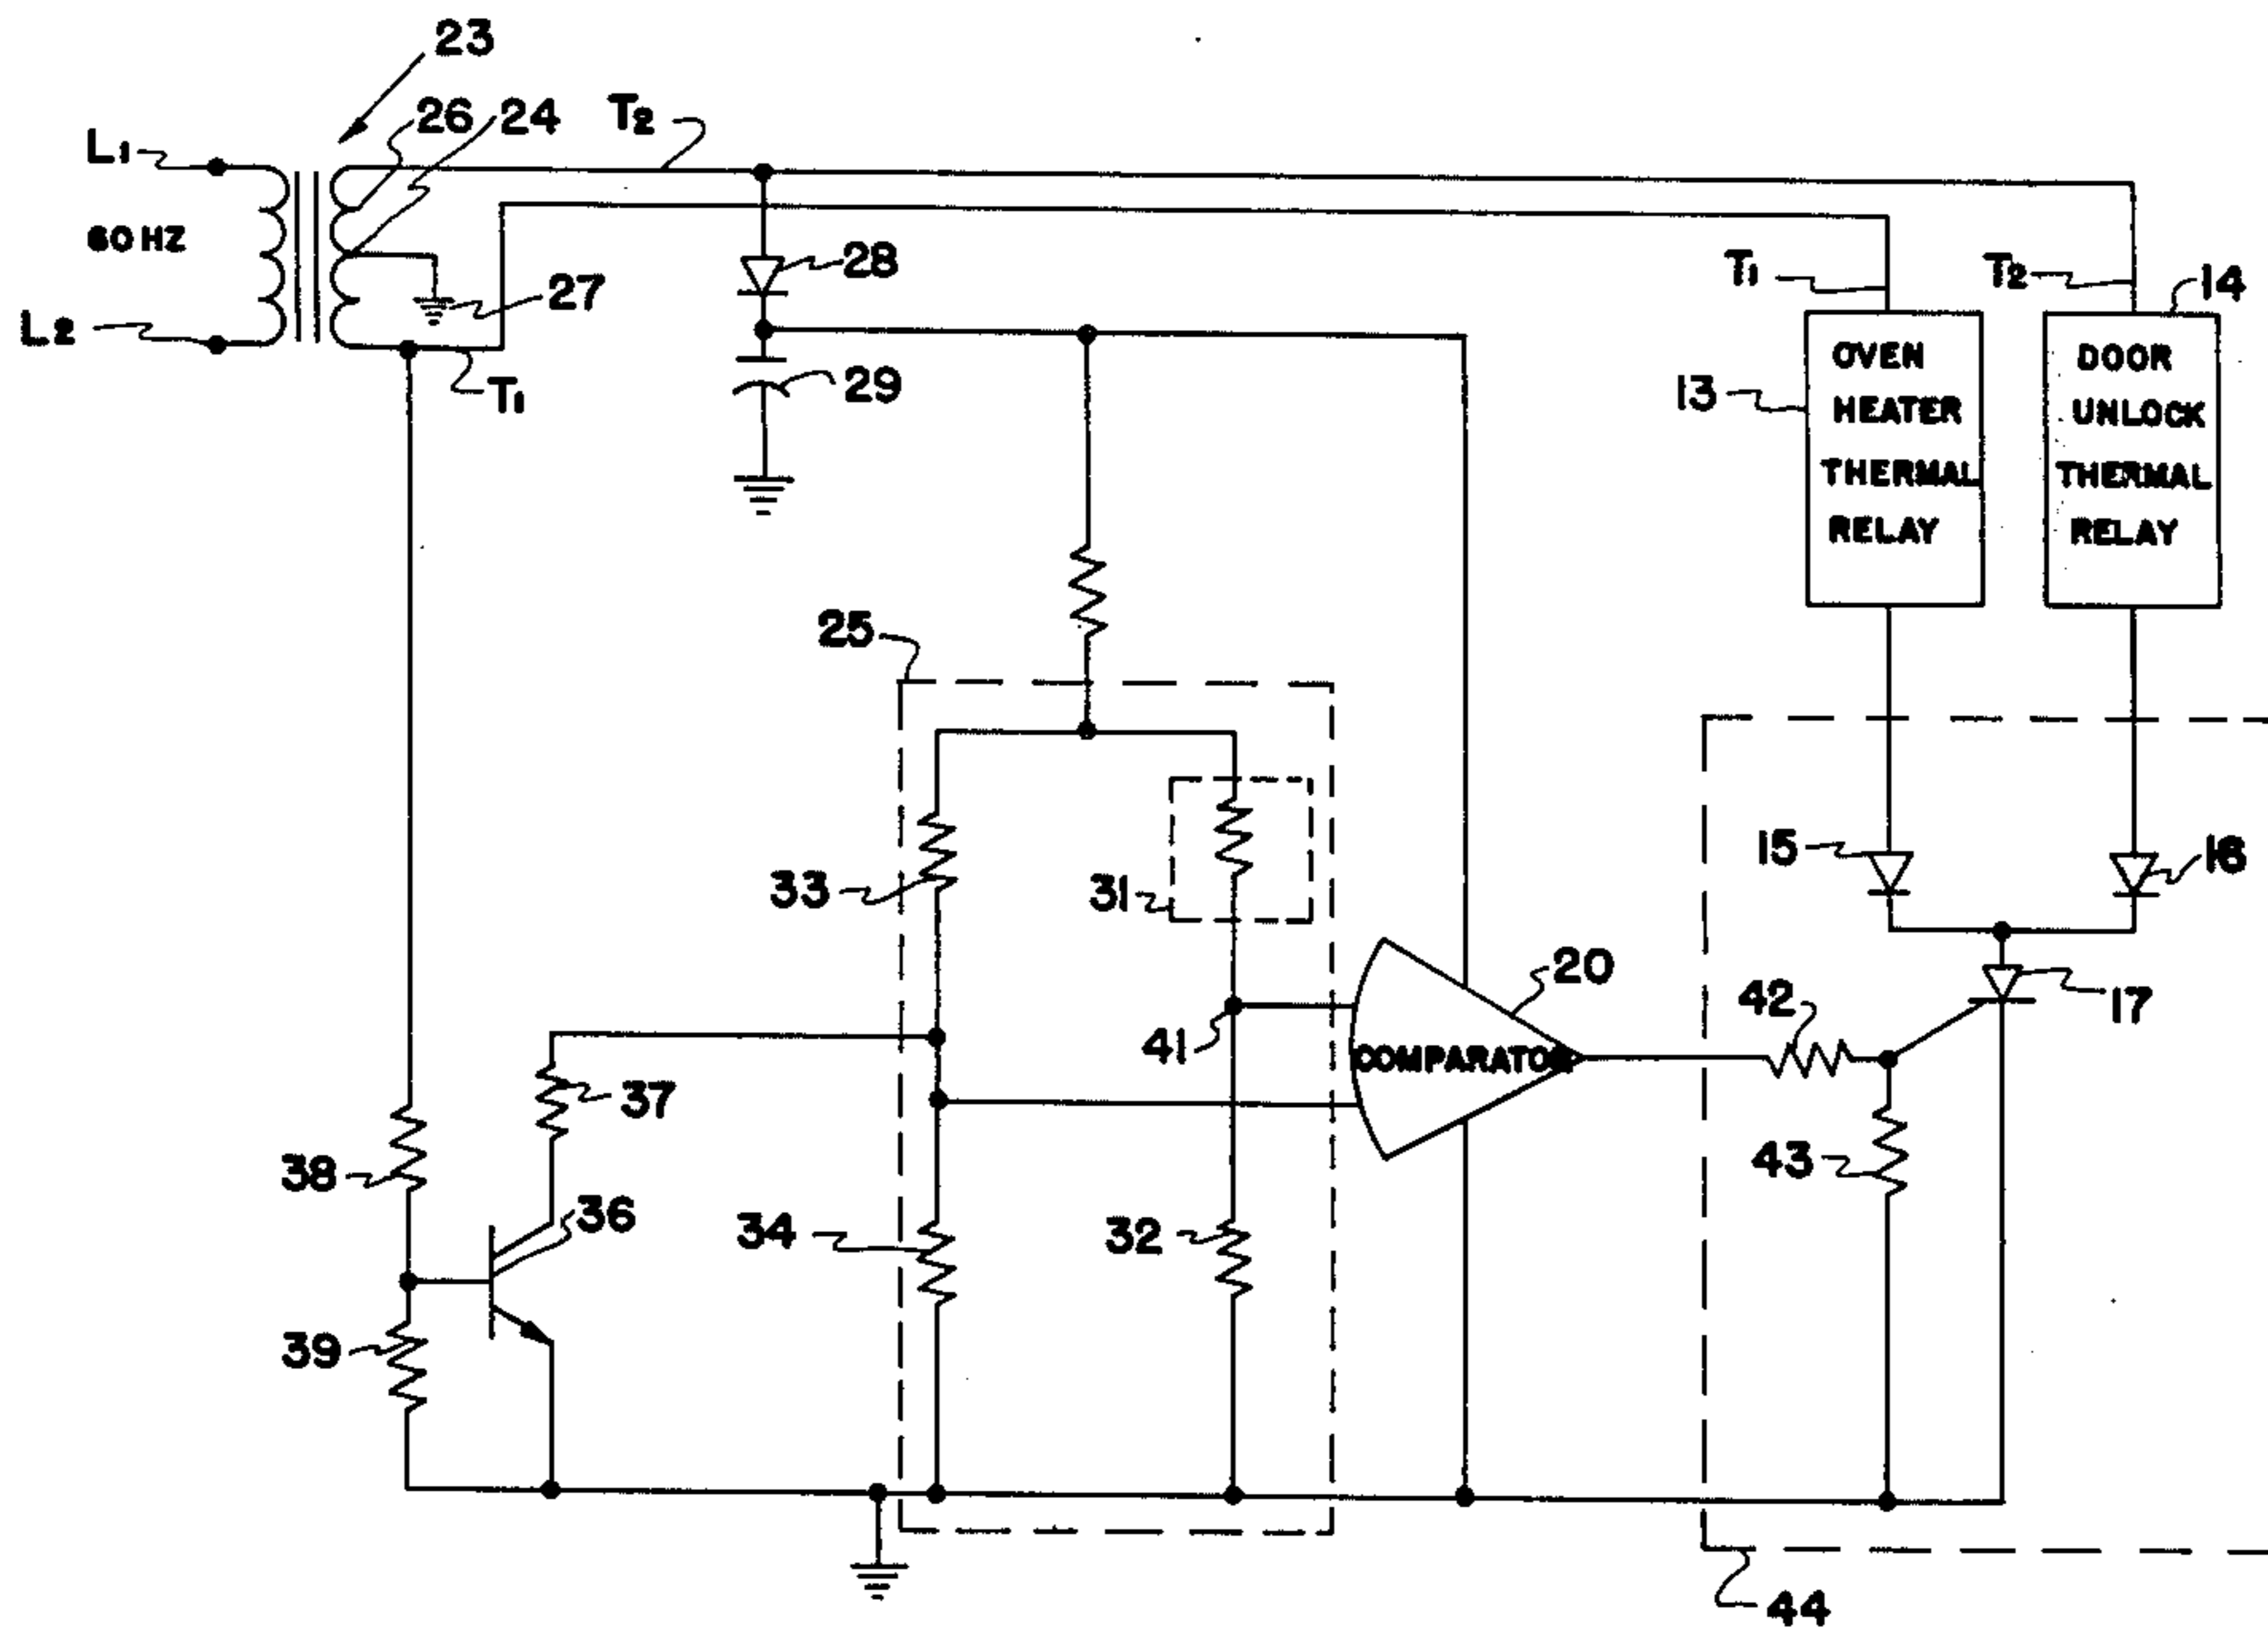 23
26
24
T2
L1
60 HZ
28
27
T1
T2
14
L2
29
T1
13
OVEN
HEATER
THERMAL
RELAY
DOOR
UNLOCK
THERMAL
RELAY
25
33
31
15
16
20
42
17
41
COMPARATOR
37
38
43
36
34
32
39
44